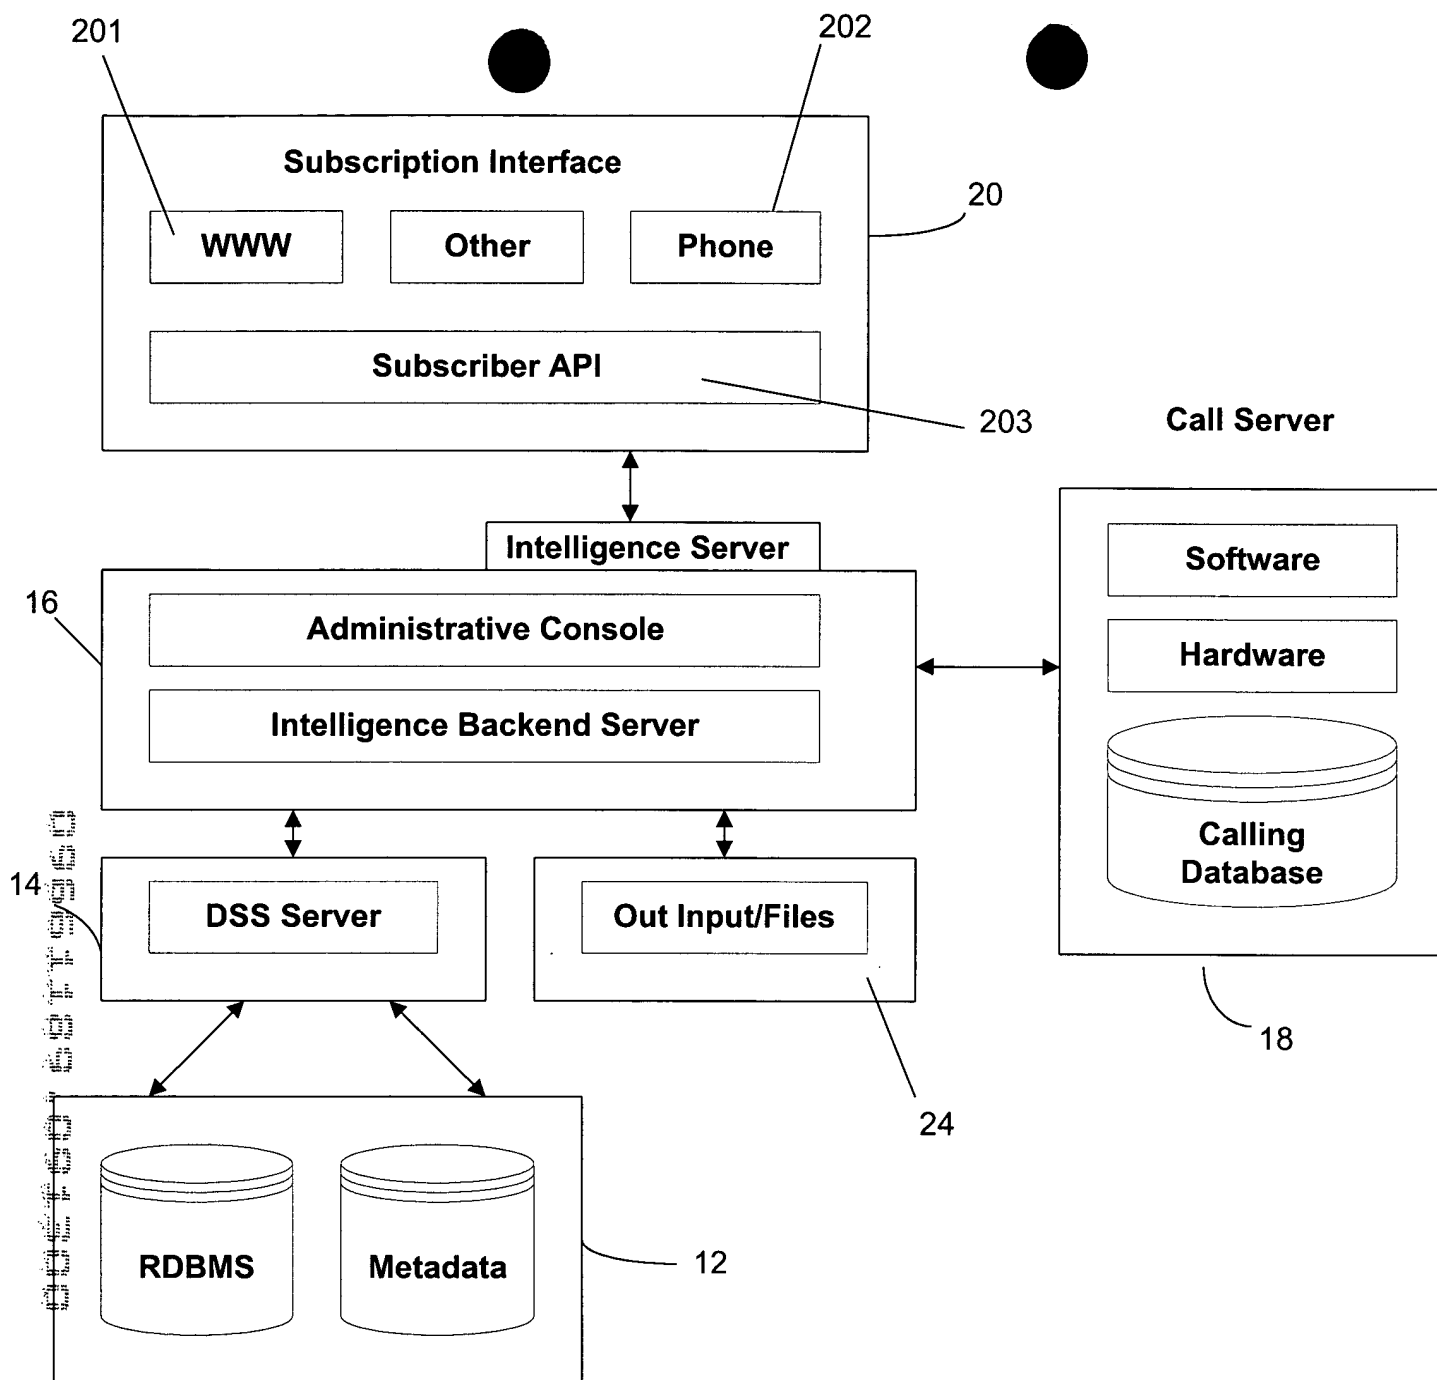 201
202
Subscription Interface
20
WWW
Other
Phone
Subscriber API
203
Call Server
Intelligence Server
Software
16
Administrative Console
Hardware
Intelligence Backend Server
Calling
Database
14
DSS Server
Out Input/Files
18
24
RDBMS
Metadata
12